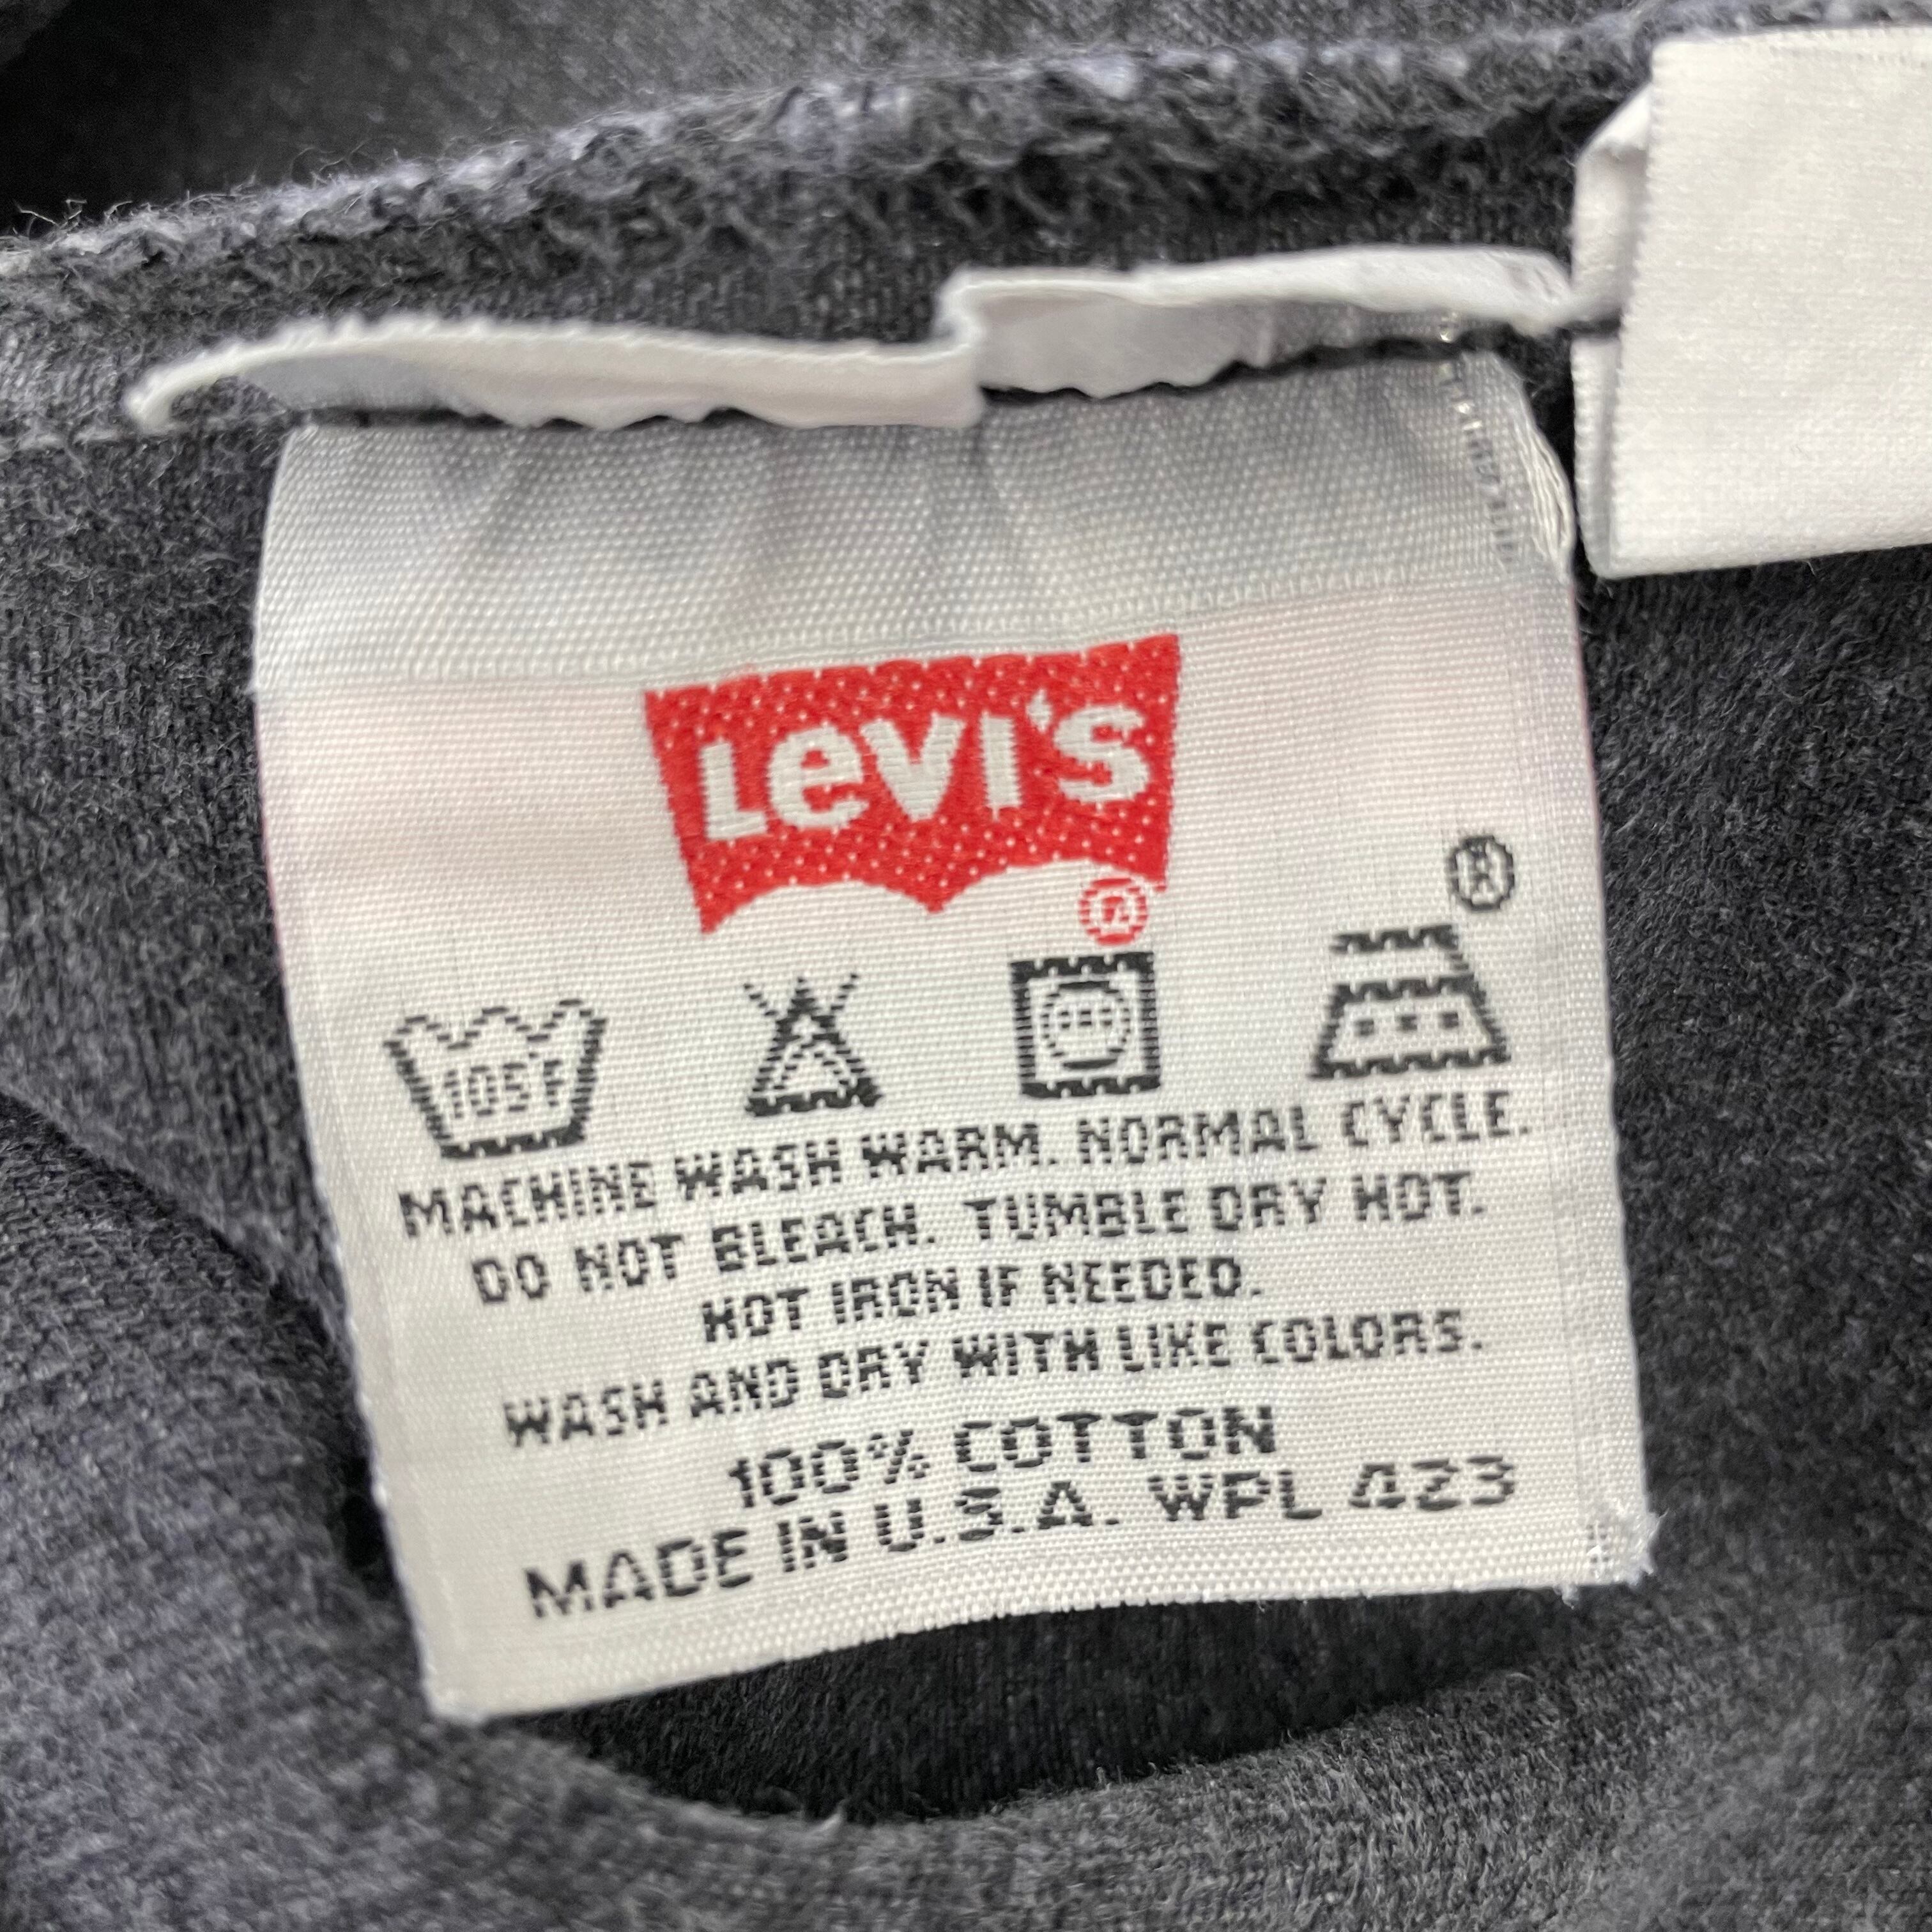 LEVI'S
®
®
105°F
MACHINE WASH WARM. NORMAL CYCLE.
DO NOT BLEACH. TUMBLE DRY HOT.
HOT IRON IF NEEDED.
WASH AND DRY WITH LIKE COLORS.
100% COTTON
MADE IN U.S.A. WPL 423